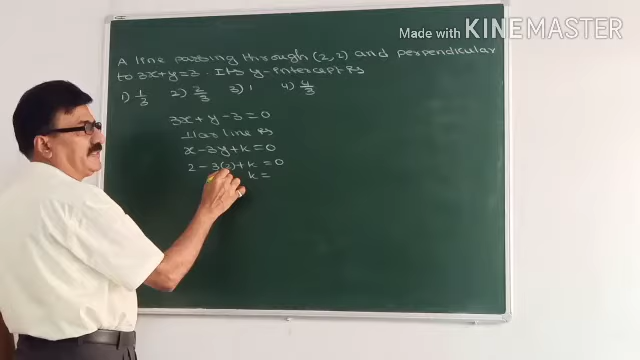 Made with KINEMASTER
A line passing through (2, 2) and perpendicular
to 3x+y=3. Its y-intercept is
1) 1/3 2) 2/3 3) 1 4) 4/3
3x + y - 3 = 0
⊥lar line is
x - 3y + k = 0
2 - 3(2) + k = 0
k =